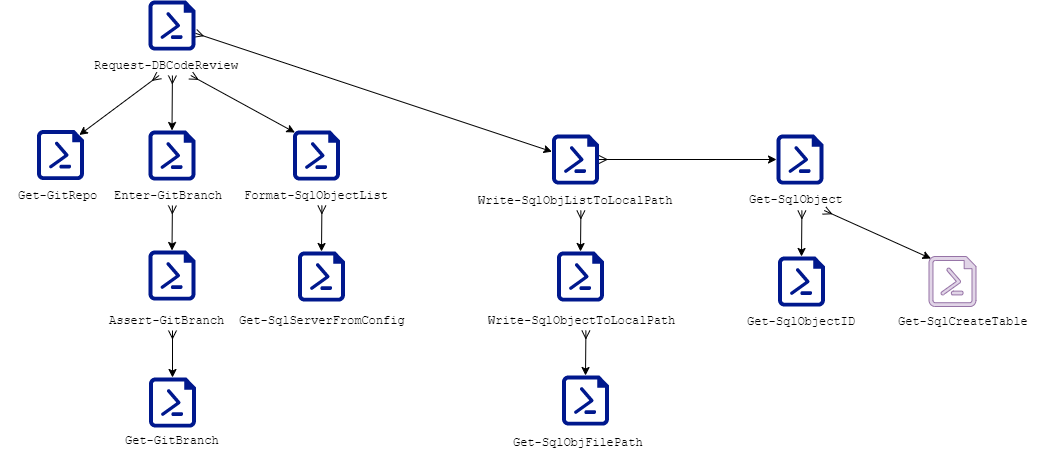 Request-DBCodeReview
Get-GitRepo
Enter-GitBranch
Format-SqlObjectList
Write-SqlObjListToLocalPath
Get-SqlObject
Assert-GitBranch
Get-SqlServerFromConfig
Write-SqlObjectToLocalPath
Get-SqlObjectID
Get-SqlCreateTable
Get-GitBranch
Get-SqlObjFilePath